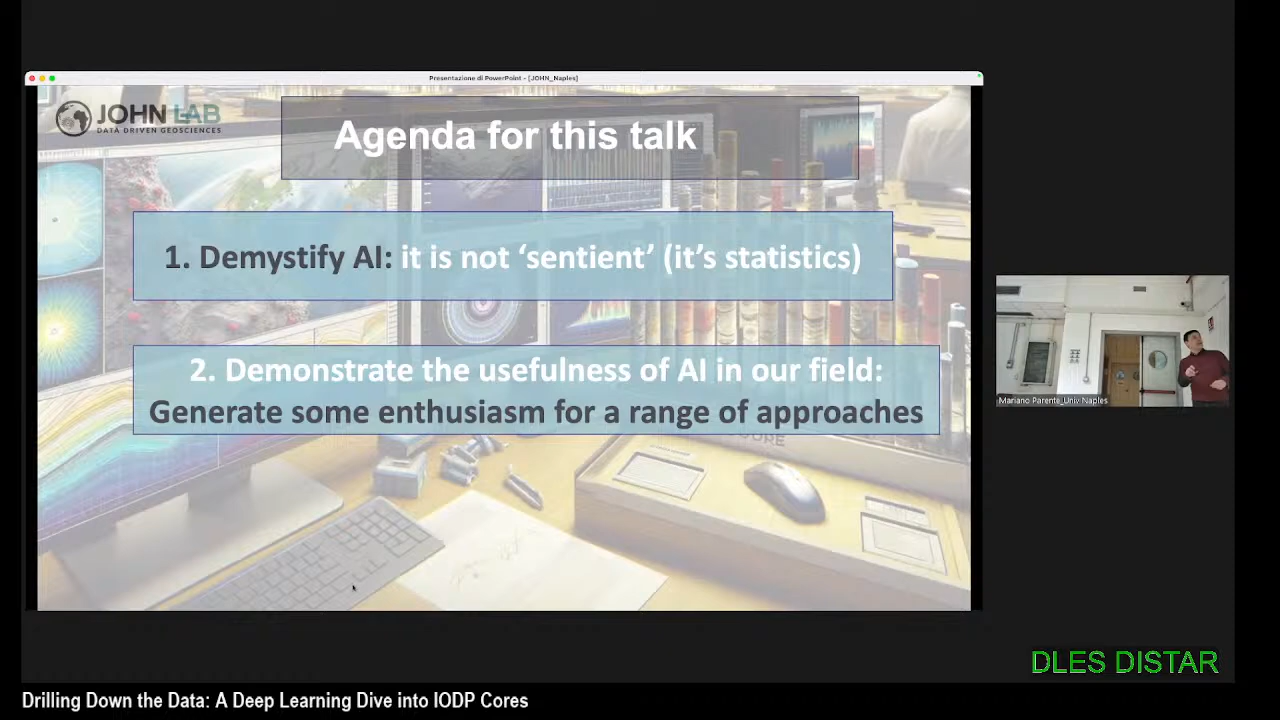 Presentazione di PowerPoint - [JOHN_Naples]
JOHN LAB
DATA DRIVEN GEOSCIENCES
Agenda for this talk
1. Demystify AI: it is not ‘sentient’ (it’s statistics)
2. Demonstrate the usefulness of AI in our field:
Generate some enthusiasm for a range of approaches
Mariano Parente_Univ Naples
DLES DISTAR
Drilling Down the Data: A Deep Learning Dive into IODP Cores